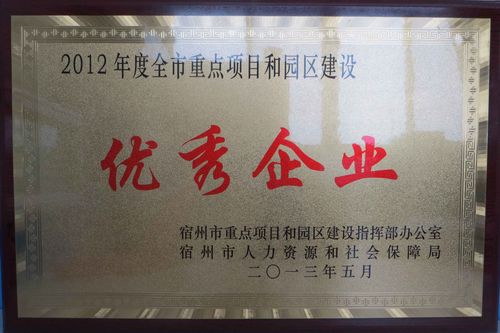 2012年度全市重点项目和园区建设
优秀企业
宿州市重点项目和园区建设指挥部办公室
宿州市人力资源和社会保障局
二〇一三年五月